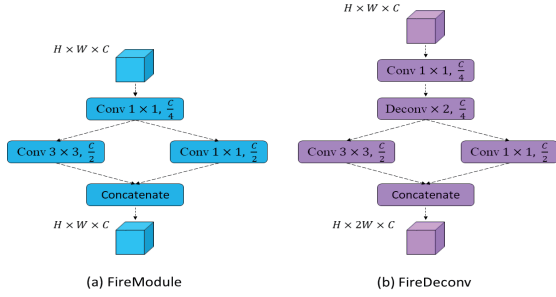 H × W × C
Conv 1 × 1, C/4
Conv 3 × 3, C/2
Conv 1 × 1, C/2
Concatenate
H × W × C
(a) FireModule
H × W × C
Conv 1 × 1, C/4
Deconv × 2, C/4
Conv 3 × 3, C/2
Conv 1 × 1, C/2
Concatenate
H × 2W × C
(b) FireDeconv